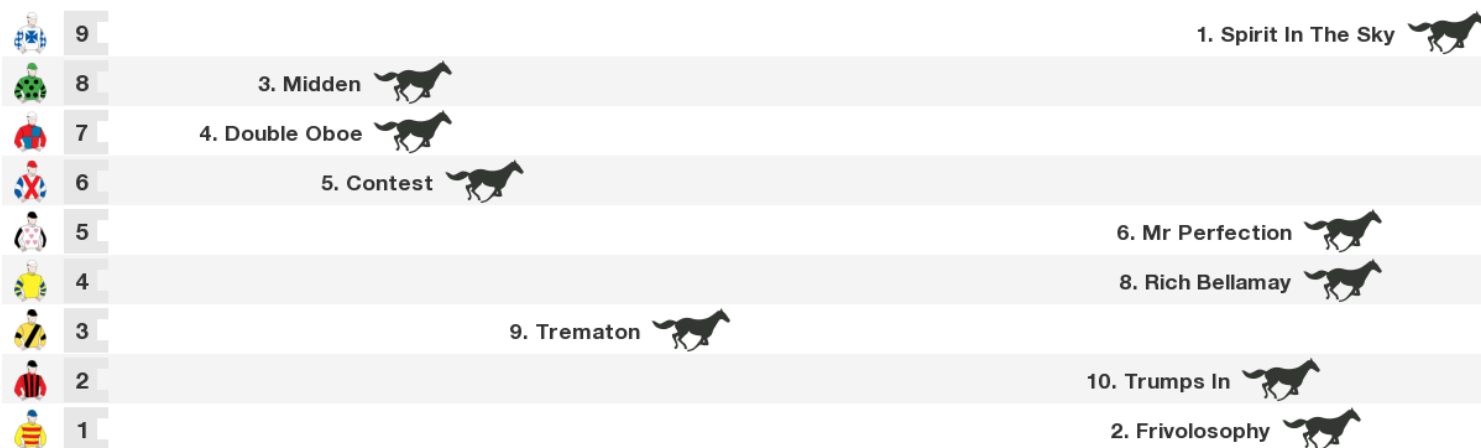 9 1. Spirit In The Sky
8 3. Midden
7 4. Double Oboe
6 5. Contest
5 6. Mr Perfection
4 8. Rich Bellamay
3 9. Trematon
2 10. Trumps In
1 2. Frivolosophy